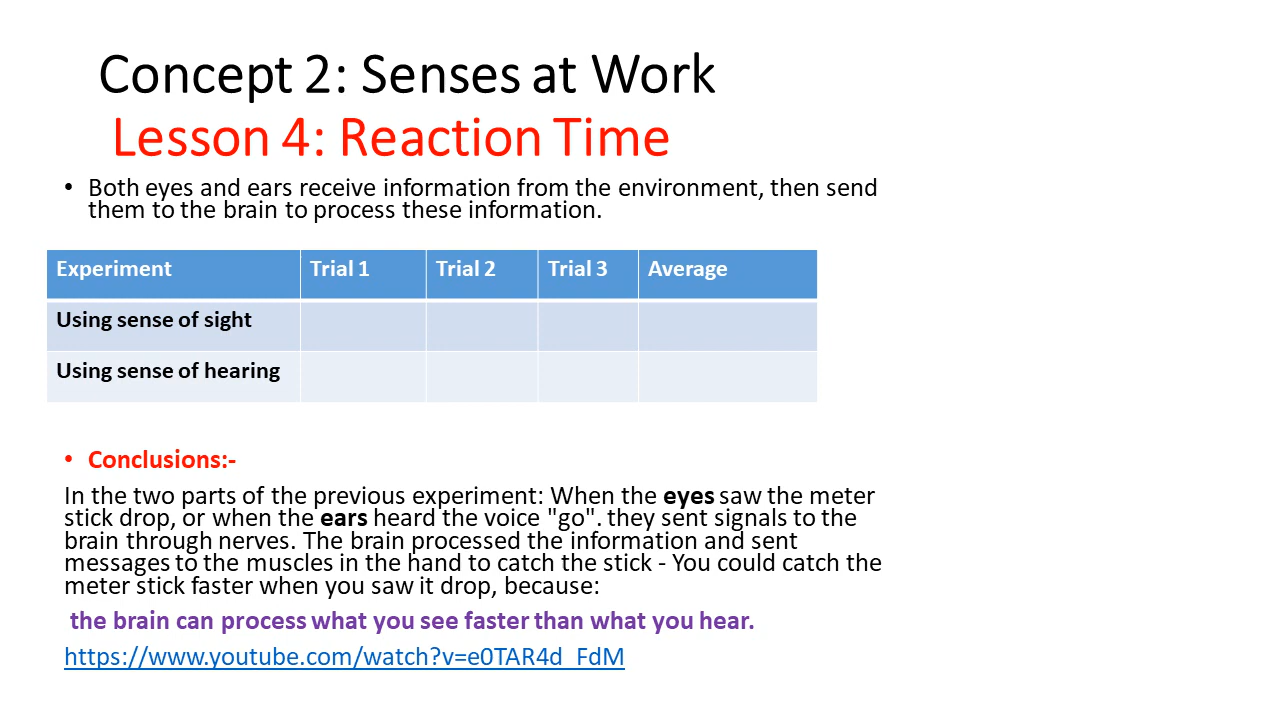 Concept 2: Senses at Work
Lesson 4: Reaction Time
• Both eyes and ears receive information from the environment, then send
them to the brain to process these information.
Experiment Trial 1 Trial 2 Trial 3 Average
Using sense of sight
Using sense of hearing
• Conclusions:-
In the two parts of the previous experiment: When the eyes saw the meter
stick drop, or when the ears heard the voice "go". they sent signals to the
brain through nerves. The brain processed the information and sent
messages to the muscles in the hand to catch the stick - You could catch the
meter stick faster when you saw it drop, because:
the brain can process what you see faster than what you hear.
https://www.youtube.com/watch?v=e0TAR4d_FdM